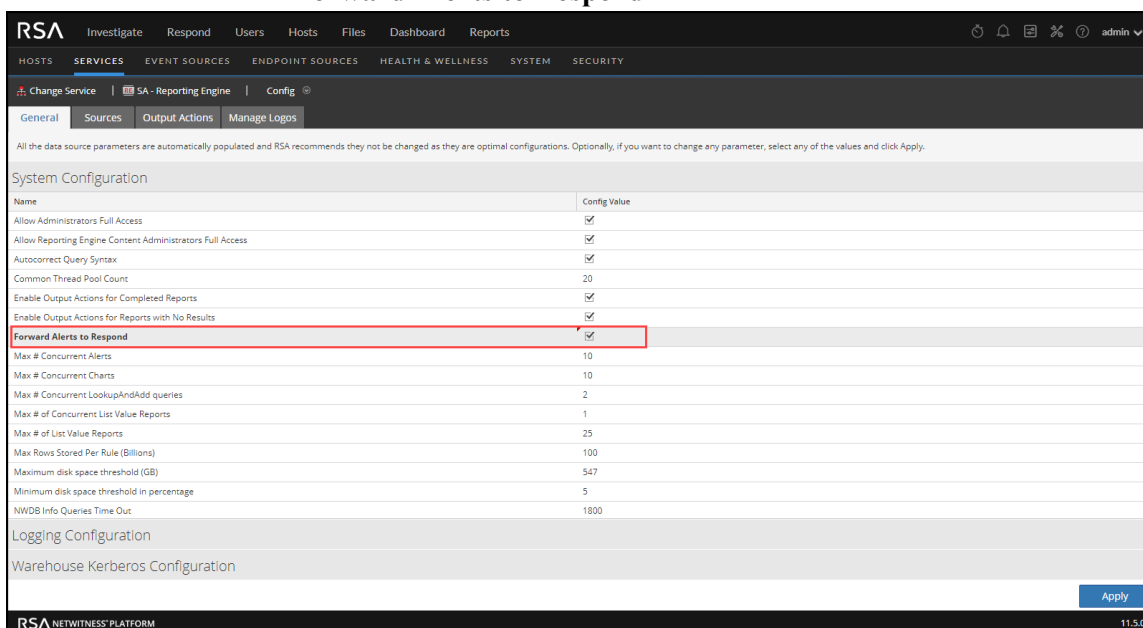 RSA Investigate Respond Users Hosts Files Dashboard Reports admin
HOSTS SERVICES EVENT SOURCES ENDPOINT SOURCES HEALTH & WELLNESS SYSTEM SECURITY
Change Service | RE SA - Reporting Engine | Config
General Sources Output Actions Manage Logos
All the data source parameters are automatically populated and RSA recommends they not be changed as they are optimal configurations. Optionally, if you want to change any parameter, select any of the values and click Apply.
System Configuration
Name Config Value
Allow Administrators Full Access
Allow Reporting Engine Content Administrators Full Access
Autocorrect Query Syntax
Common Thread Pool Count 20
Enable Output Actions for Completed Reports
Enable Output Actions for Reports with No Results
Forward Alerts to Respond
Max # Concurrent Alerts 10
Max # Concurrent Charts 10
Max # Concurrent LookupAndAdd queries 2
Max # of Concurrent List Value Reports 1
Max # of List Value Reports 25
Max Rows Stored Per Rule (Billions) 100
Maximum disk space threshold (GB) 547
Minimum disk space threshold in percentage 5
NWDB Info Queries Time Out 1800
Logging Configuration
Warehouse Kerberos Configuration
Apply
RSA NETWITNESS® PLATFORM 11.5.0